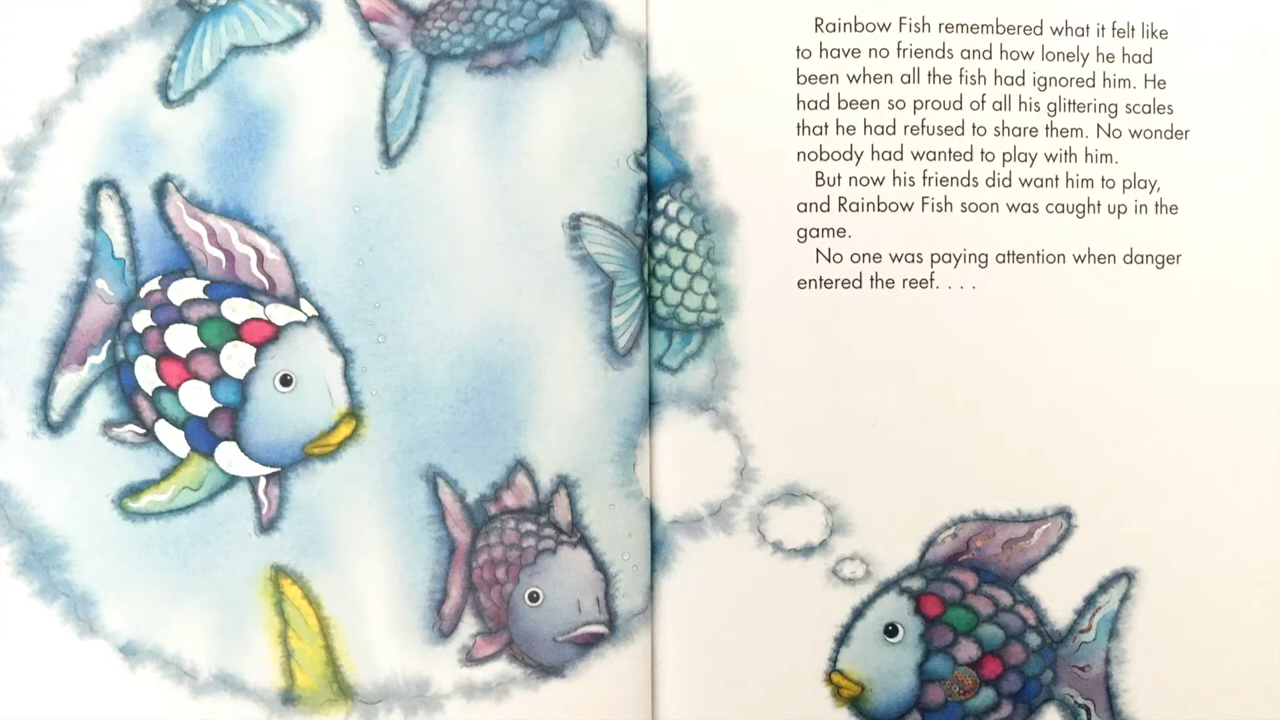 Rainbow Fish remembered what it felt like
to have no friends and how lonely he had
been when all the fish had ignored him. He
had been so proud of all his glittering scales
that he had refused to share them. No wonder
nobody had wanted to play with him.
But now his friends did want him to play,
and Rainbow Fish soon was caught up in the
game.
No one was paying attention when danger
entered the reef. . . .